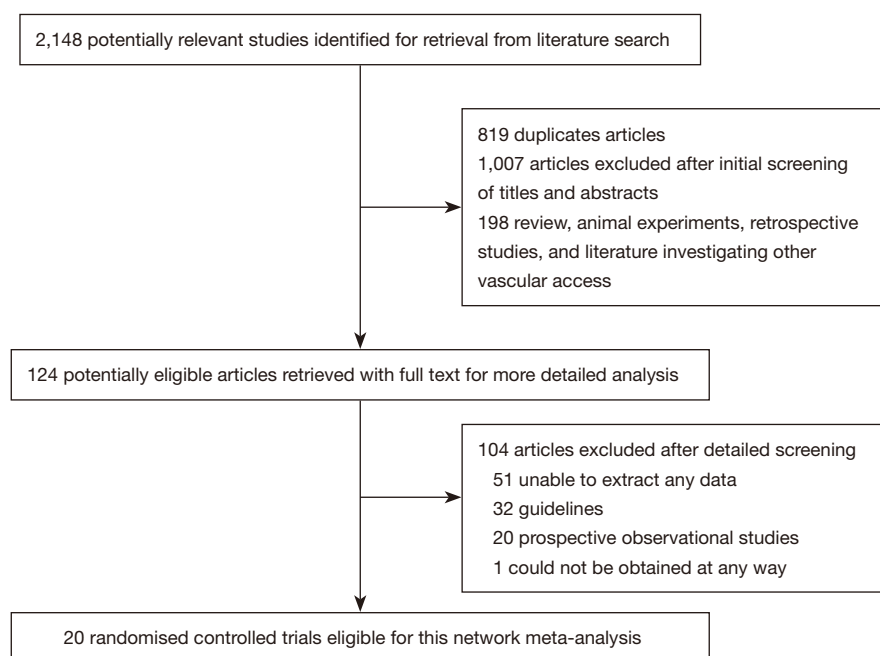 2,148 potentially relevant studies identified for retrieval from literature search
819 duplicates articles
1,007 articles excluded after initial screening
of titles and abstracts
198 review, animal experiments, retrospective
studies, and literature investigating other
vascular access
124 potentially eligible articles retrieved with full text for more detailed analysis
104 articles excluded after detailed screening
51 unable to extract any data
32 guidelines
20 prospective observational studies
1 could not be obtained at any way
20 randomised controlled trials eligible for this network meta-analysis